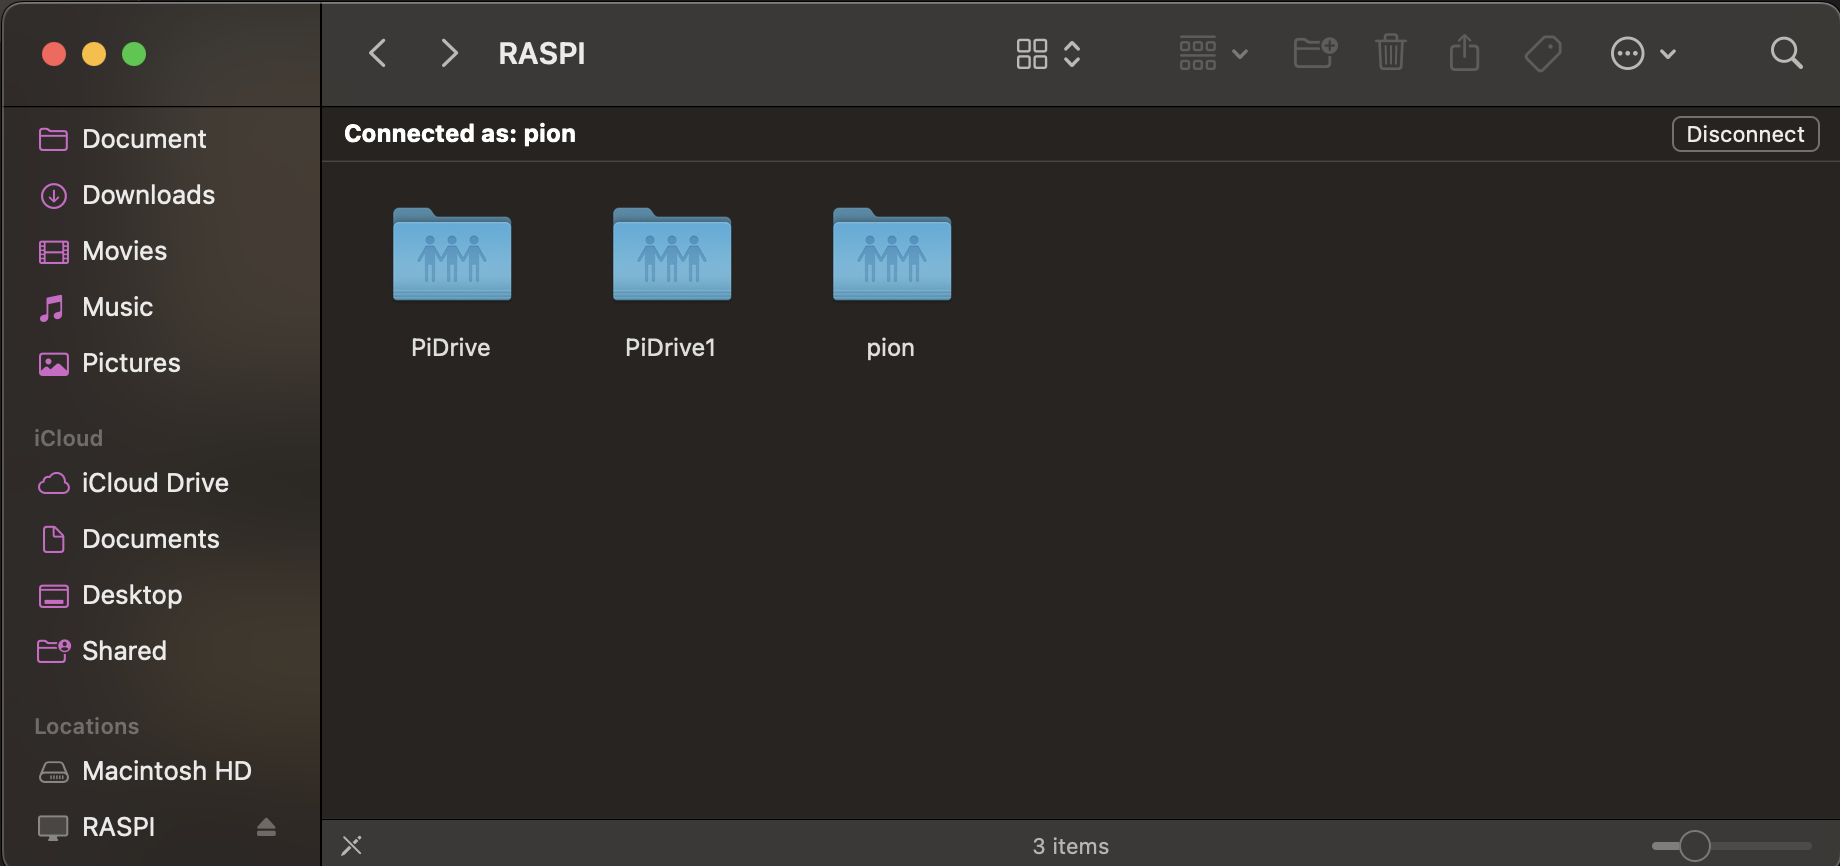 RASPI
Connected as: pion
Disconnect
Document
Downloads
Movies
Music
Pictures
iCloud
iCloud Drive
Documents
Desktop
Shared
Locations
Macintosh HD
RASPI
PiDrive
PiDrive1
pion
3 items